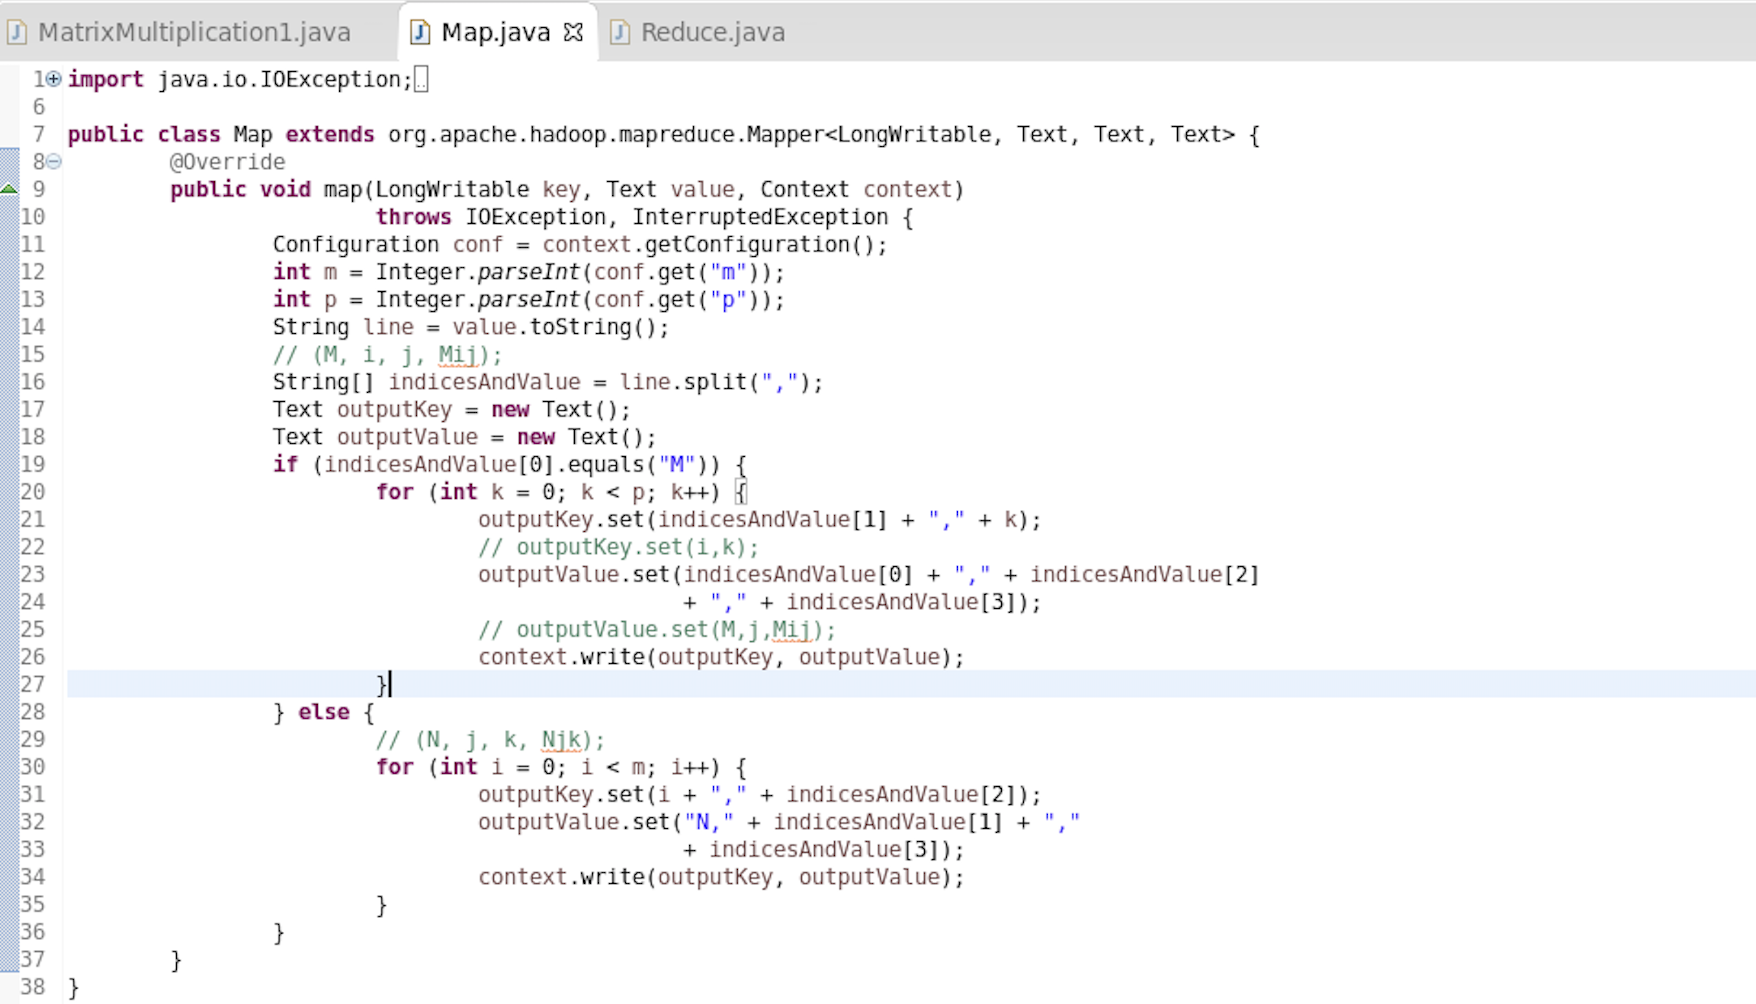 MatrixMultiplication1.java Map.java Reduce.java
1 import java.io.IOException;
6
7 public class Map extends org.apache.hadoop.mapreduce.Mapper<LongWritable, Text, Text, Text> {
8 @Override
9 public void map(LongWritable key, Text value, Context context)
10 throws IOException, InterruptedException {
11 Configuration conf = context.getConfiguration();
12 int m = Integer.parseInt(conf.get("m"));
13 int p = Integer.parseInt(conf.get("p"));
14 String line = value.toString();
15 // (M, i, j, Mij);
16 String[] indicesAndValue = line.split(",");
17 Text outputKey = new Text();
18 Text outputValue = new Text();
19 if (indicesAndValue[0].equals("M")) {
20 for (int k = 0; k < p; k++) {
21 outputKey.set(indicesAndValue[1] + "," + k);
22 // outputKey.set(i,k);
23 outputValue.set(indicesAndValue[0] + "," + indicesAndValue[2]
24 + "," + indicesAndValue[3]);
25 // outputValue.set(M,j,Mij);
26 context.write(outputKey, outputValue);
27 }
28 } else {
29 // (N, j, k, Njk);
30 for (int i = 0; i < m; i++) {
31 outputKey.set(i + "," + indicesAndValue[2]);
32 outputValue.set("N," + indicesAndValue[1] + ","
33 + indicesAndValue[3]);
34 context.write(outputKey, outputValue);
35 }
36 }
37 }
38 }